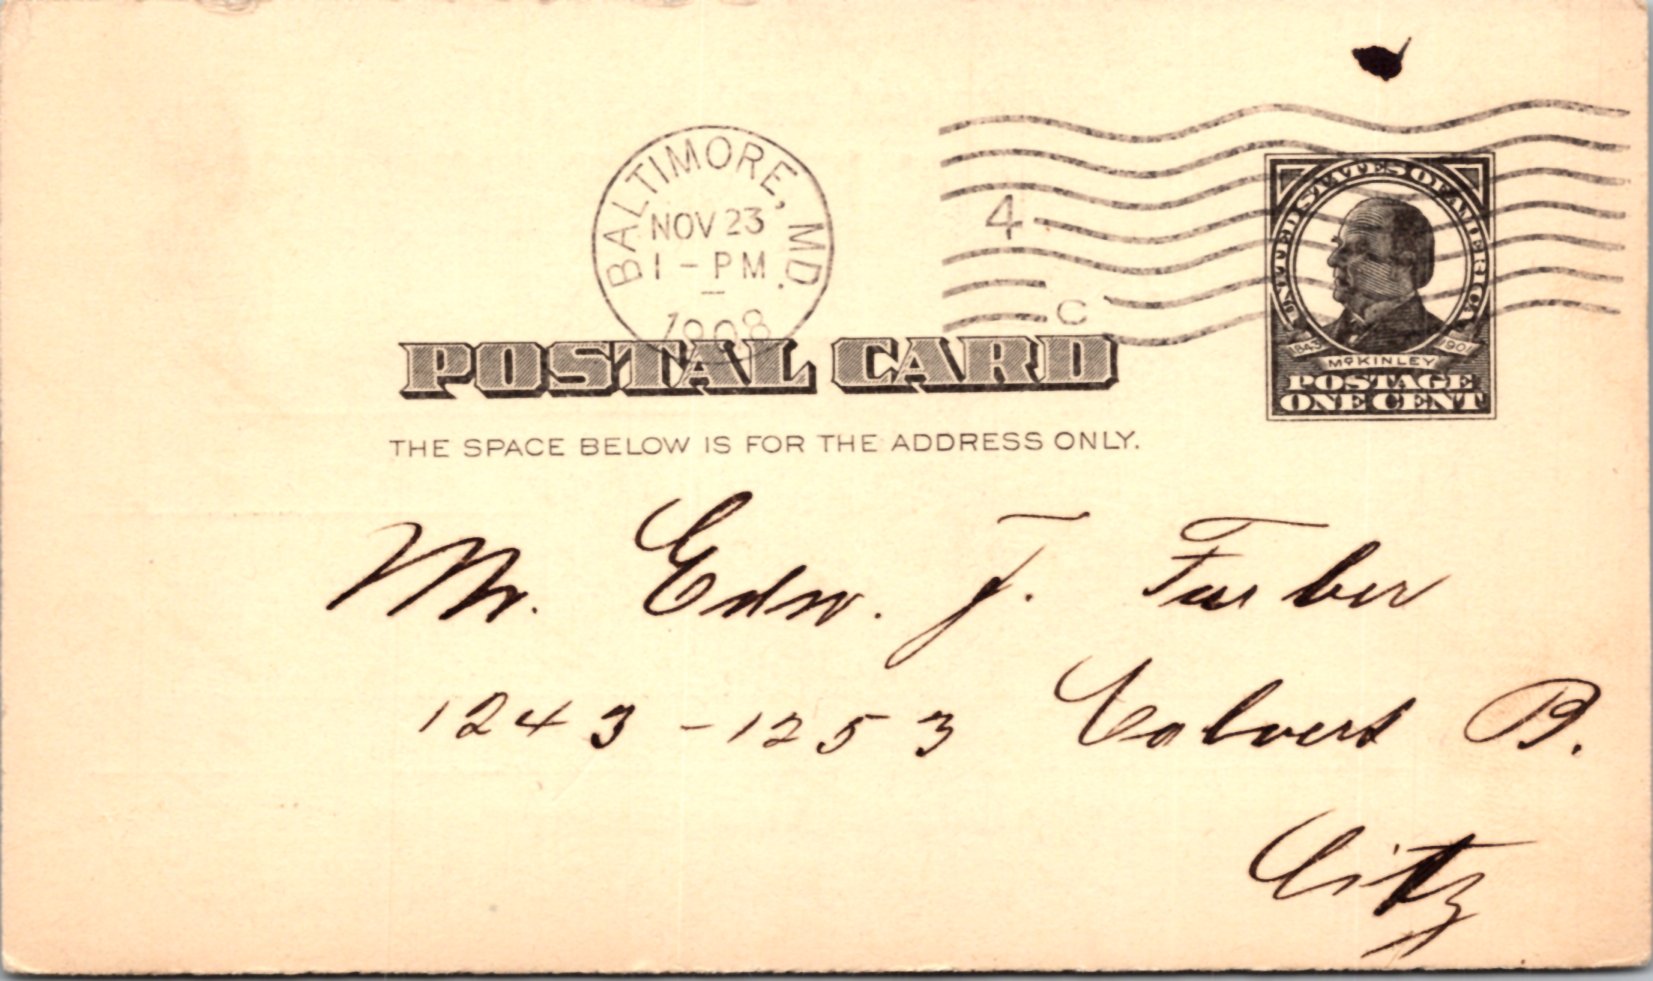 BALTIMORE, MD.
NOV 23
1 - PM
1908
4
C
UNITED STATES OF AMERICA
1843 McKINLEY 1901
POSTAGE
ONE CENT
POSTAL CARD
THE SPACE BELOW IS FOR THE ADDRESS ONLY.
Mr. Edw. J. Furber
1243-1253 Calvert B.
City